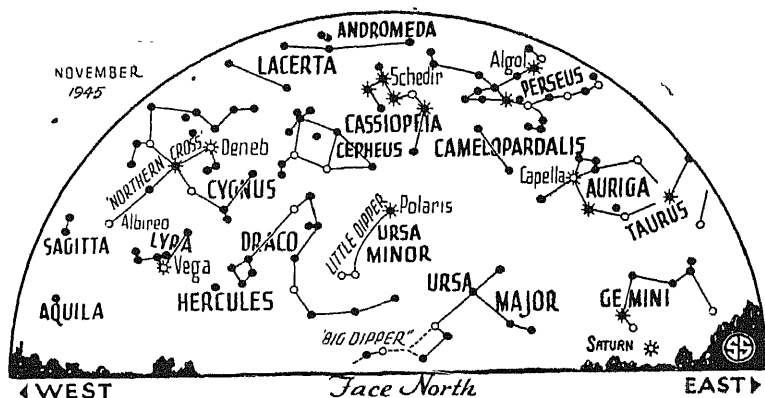 ANDROMEDA
LACERTA
NOVEMBER
1945
Schedir
Algol
PERSEUS
CASSIOPEIA
CEPHEUS
CAMELOPARDALIS
'NORTHERN CROSS'
Deneb
CYGNUS
Capella
AURIGA
TAURUS
Albireo
SAGITTA
LYRA
Vega
DRACO
LITTLE DIPPER
Polaris
URSA
MINOR
HERCULES
AQUILA
URSA MAJOR
GEMINI
'BIG DIPPER"
SATURN
SS
WEST
Face North
EAST